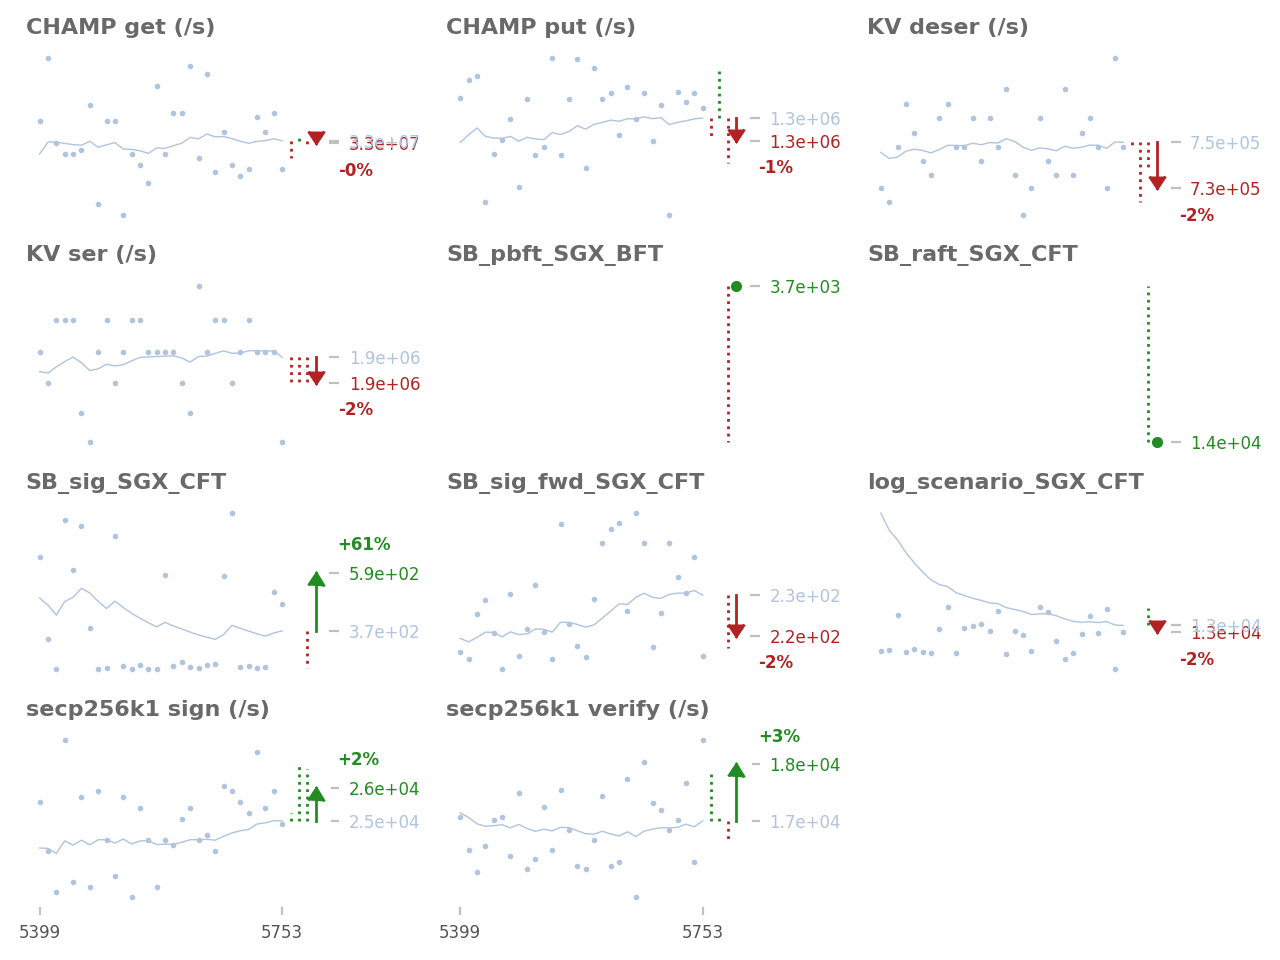 CHAMP get (/s)
CHAMP put (/s)
KV deser (/s)
3.3e+07
-0%
1.3e+06
1.3e+06
-1%
7.5e+05
7.3e+05
-2%
KV ser (/s)
SB_pbft_SGX_BFT
SB_raft_SGX_CFT
1.9e+06
1.9e+06
-2%
3.7e+03
1.4e+04
SB_sig_SGX_CFT
SB_sig_fwd_SGX_CFT
log_scenario_SGX_CFT
+61%
5.9e+02
3.7e+02
2.3e+02
2.2e+02
-2%
1.3e+04
1.3e+04
-2%
secp256k1 sign (/s)
secp256k1 verify (/s)
+2%
2.6e+04
2.5e+04
+3%
1.8e+04
1.7e+04
5399
5753
5399
5753